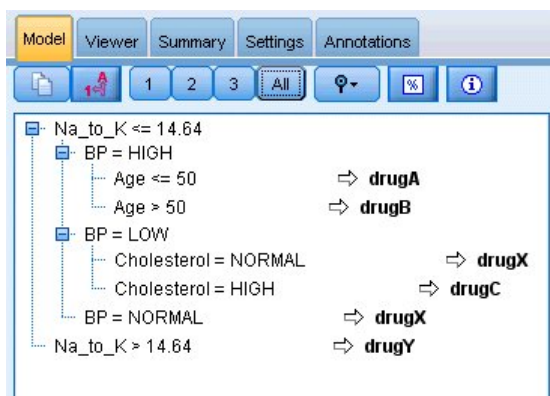 Model Viewer Summary Settings Annotations
1 2 3 All %
Na_to_K <= 14.64
BP = HIGH
Age <= 50 ⇨ drugA
Age > 50 ⇨ drugB
BP = LOW
Cholesterol = NORMAL ⇨ drugX
Cholesterol = HIGH ⇨ drugC
BP = NORMAL ⇨ drugX
Na_to_K > 14.64 ⇨ drugY